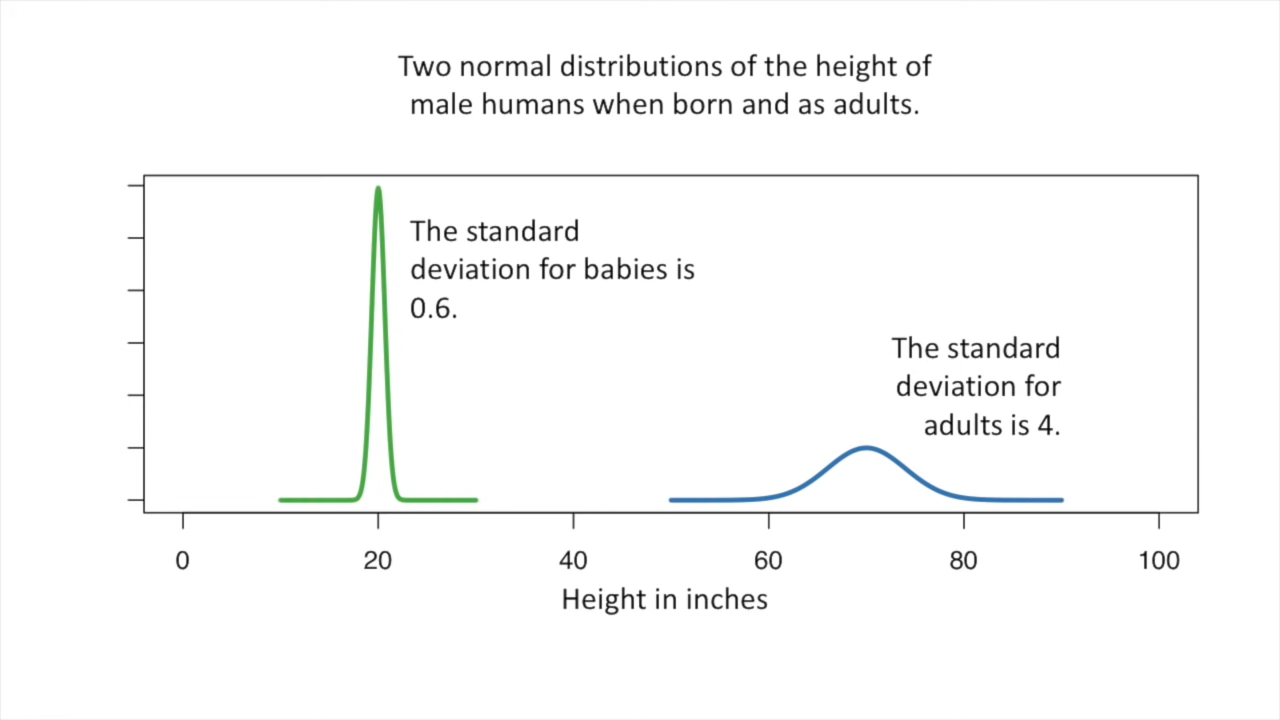 Two normal distributions of the height of
male humans when born and as adults.
The standard
deviation for babies is
0.6.
The standard
deviation for
adults is 4.
0 20 40 60 80 100
Height in inches